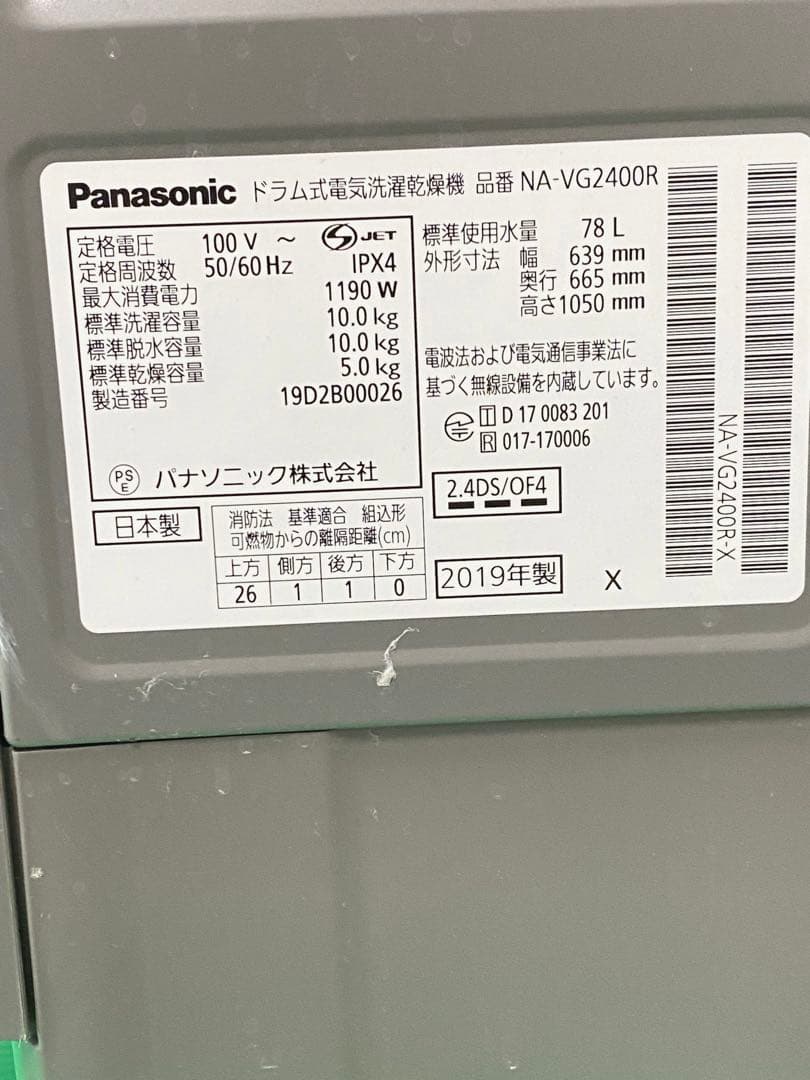 Panasonic ドラム式電気洗濯乾燥機 品番 NA-VG2400R
定格電圧 100 V ～
定格周波数 50/60 Hz
JET
IPX4
最大消費電力 1190 W
標準洗濯容量 10.0 kg
標準脱水容量 10.0 kg
標準乾燥容量 5.0 kg
製造番号 19D2B00026
PS E パナソニック株式会社
標準使用水量 78 L
外形寸法 幅 639 mm
奥行 665 mm
高さ 1050 mm
電波法および電気通信事業法に
基づく無線設備を内蔵しています。
T D 17 0083 201
R 017-170006
2.4DS/OF4
日本製
消防法 基準適合 組込形
可燃物からの離隔距離(cm)
上方 側方 後方 下方
26 1 1 0
2019年製 X
NA-VG2400R-X